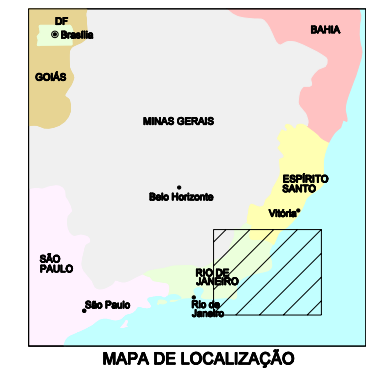 DF
Brasília
BAHIA
GOIÁS
MINAS GERAIS
ESPÍRITO
SANTO
Belo Horizonte
Vitória
SÃO
PAULO
RIO DE
JANEIRO
São Paulo
Rio de
Janeiro
MAPA DE LOCALIZAÇÃO